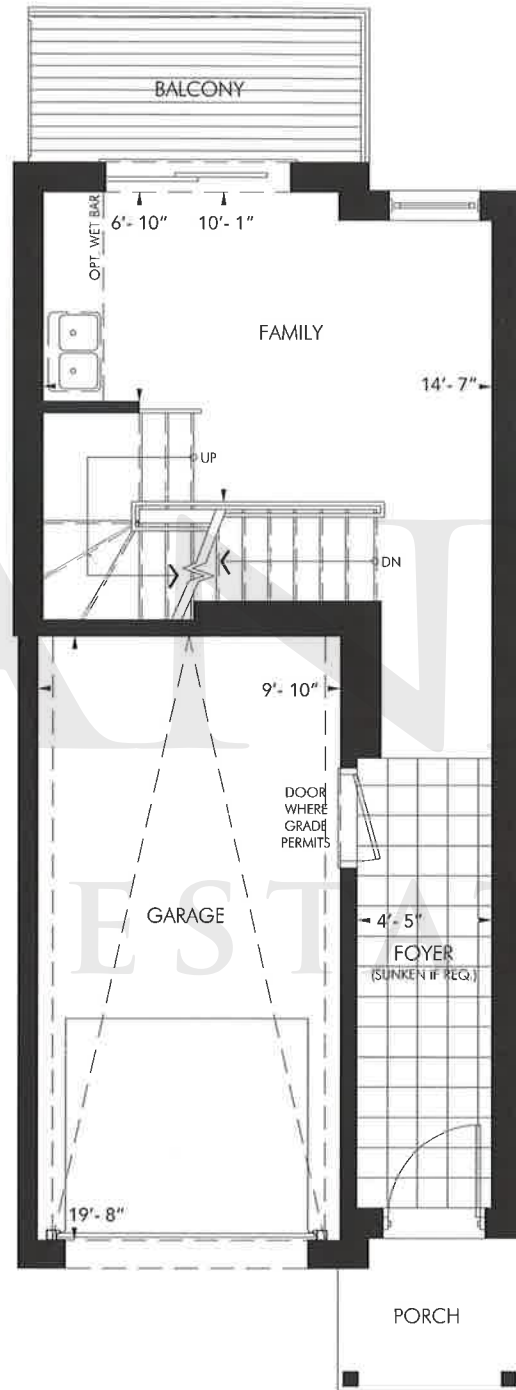 BALCONY
OPT. WET BAR
6'- 10" 10'- 1"
FAMILY
14'- 7"
UP
DN
9'- 10"
DOOR
WHERE
GRADE
PERMITS
GARAGE
4'- 5"
FOYER
(SUNKEN IF REQ.)
19'- 8"
PORCH
ESTA